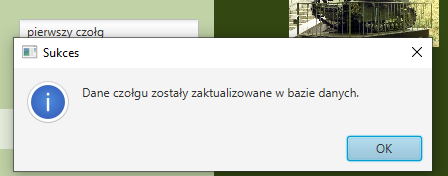 pierwszy czołg
Sukces
Dane czołgu zostały zaktualizowane w bazie danych.
OK